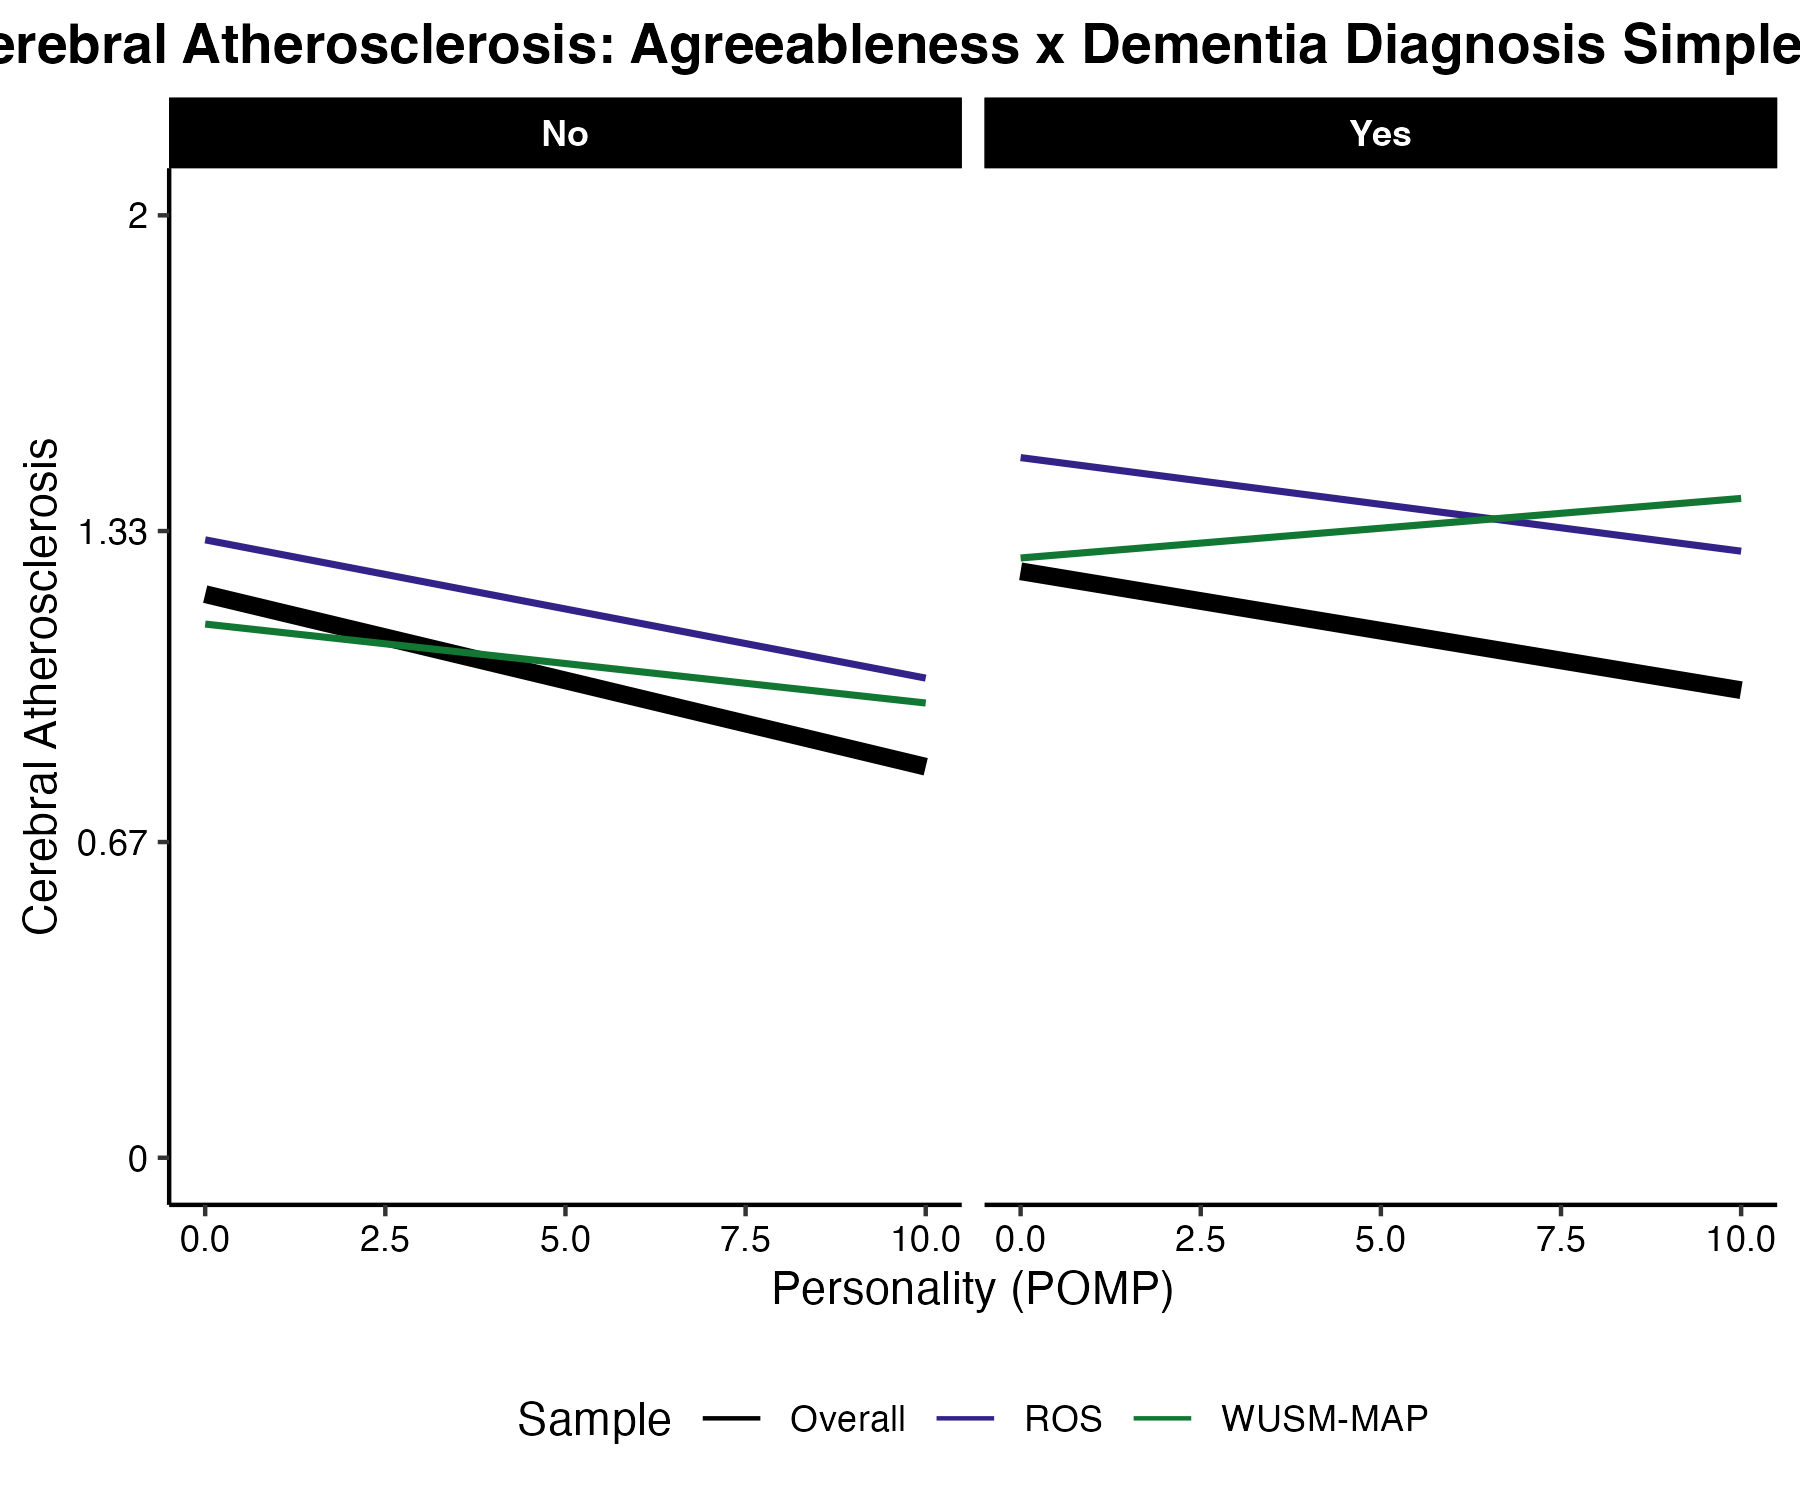 erebral Atherosclerosis: Agreeableness x Dementia Diagnosis Simple
No Yes
Cerebral Atherosclerosis
2
1.33
0.67
0
0.0 2.5 5.0 7.5 10.0 0.0 2.5 5.0 7.5 10.0
Personality (POMP)
Sample Overall ROS WUSM-MAP